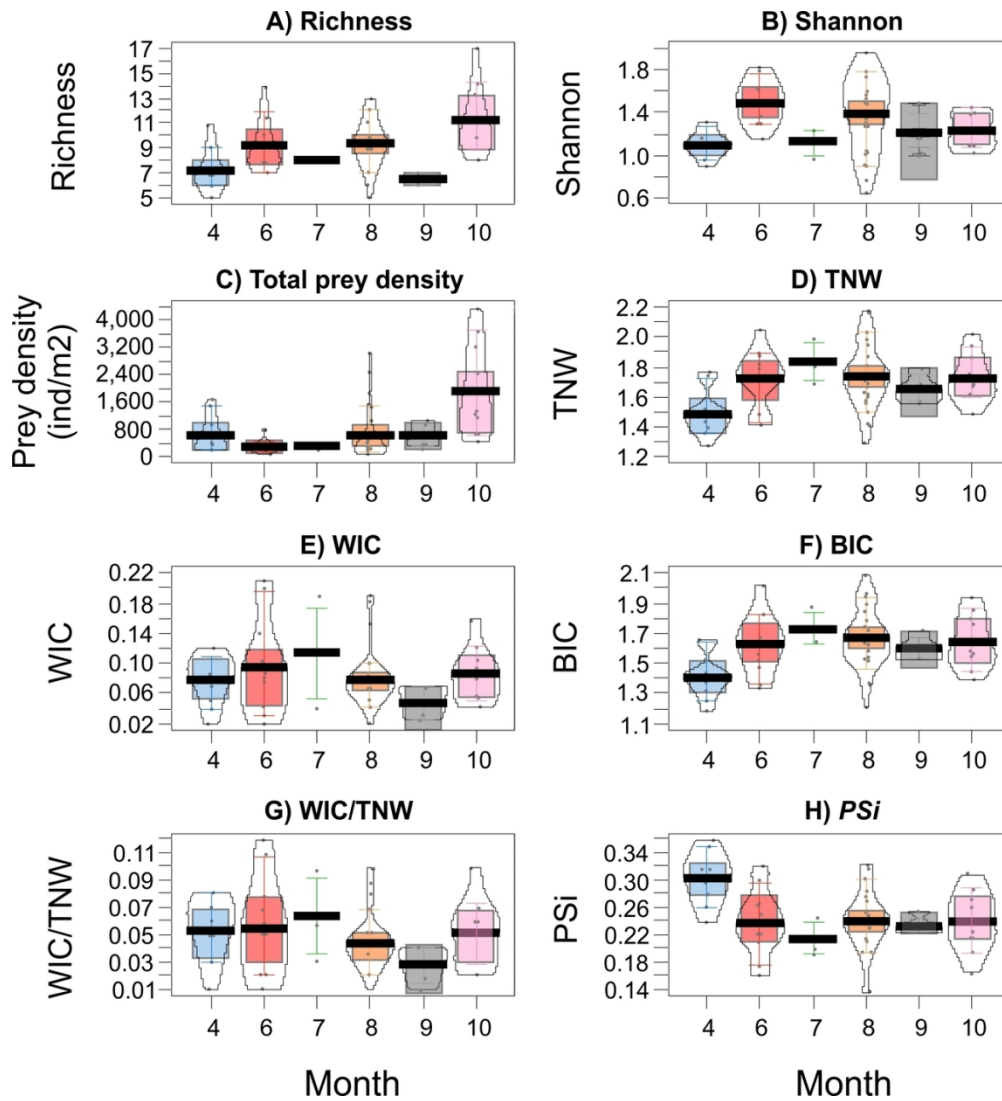 A) Richness
Richness
17
15
13
11
9
7
5
4 6 7 8 9 10
B) Shannon
Shannon
1.8
1.4
1.0
0.6
4 6 7 8 9 10
C) Total prey density
Prey density
(ind/m2)
4,000
3,200
2,400
1,600
800
0
4 6 7 8 9 10
D) TNW
TNW
2.2
2.0
1.8
1.6
1.4
1.2
4 6 7 8 9 10
E) WIC
WIC
0.22
0.18
0.14
0.10
0.06
0.02
4 6 7 8 9 10
F) BIC
BIC
2.1
1.9
1.7
1.5
1.3
1.1
4 6 7 8 9 10
G) WIC/TNW
WIC/TNW
0.11
0.09
0.07
0.05
0.03
0.01
4 6 7 8 9 10
Month
H) PSi
PSi
0.34
0.30
0.26
0.22
0.18
0.14
4 6 7 8 9 10
Month